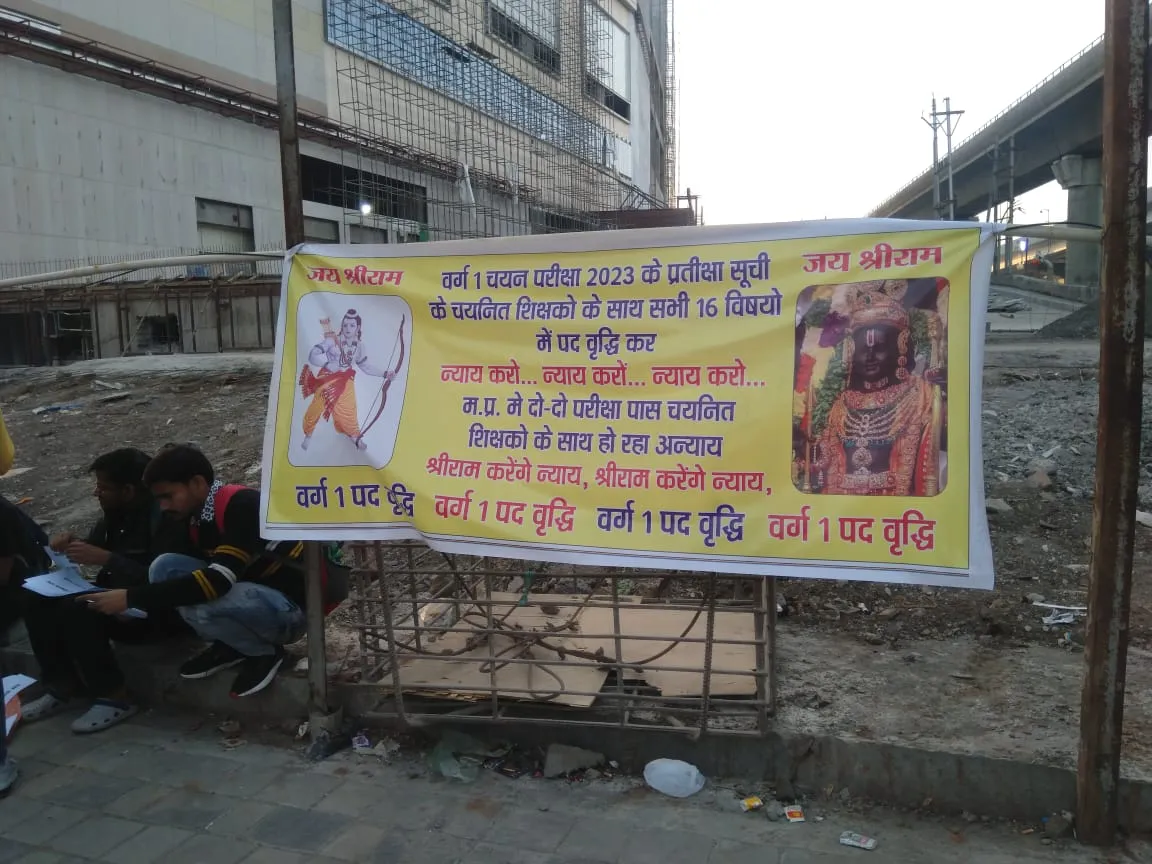 जय श्रीराम
जय श्रीराम
वर्ग 1 चयन परीक्षा 2023 के प्रतीक्षा सूची
के चयनित शिक्षको के साथ सभी 16 विषयो
में पद वृद्धि कर
न्याय करो... न्याय करों... न्याय करो...
म.प्र. मे दो-दो परीक्षा पास चयनित
शिक्षको के साथ हो रहा अन्याय
श्रीराम करेंगे न्याय, श्रीराम करेंगे न्याय,
वर्ग 1 पद वृद्धि वर्ग 1 पद वृद्धि वर्ग 1 पद वृद्धि वर्ग 1 पद वृद्धि